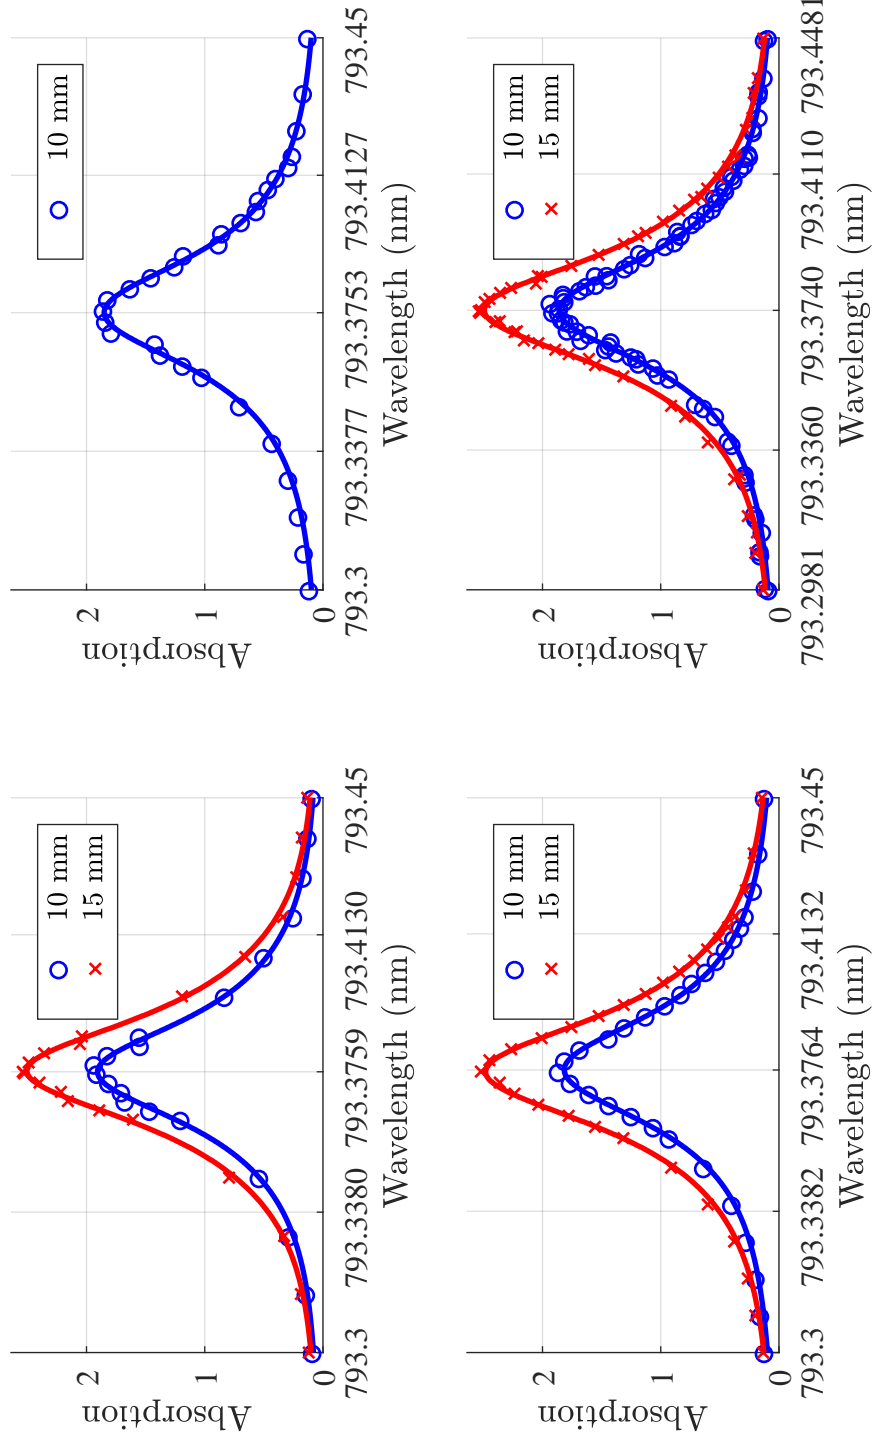 10 mm
15 mm
2
1
0
Absorption
793.3
793.3380
793.3759
793.4130
793.45
Wavelength (nm)
10 mm
2
1
0
Absorption
793.3
793.3377
793.3753
793.4127
793.45
Wavelength (nm)
10 mm
15 mm
2
1
0
Absorption
793.3
793.3382
793.3764
793.4132
793.45
Wavelength (nm)
10 mm
15 mm
2
1
0
Absorption
793.2981
793.3360
793.3740
793.4110
793.4481
Wavelength (nm)